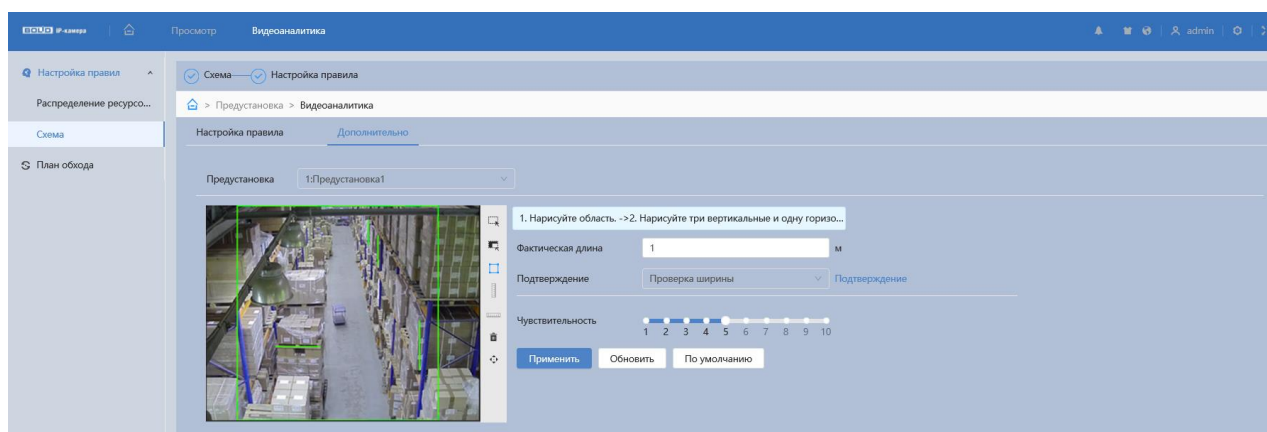 BOLID IP-камера
Просмотр
Видеоаналитика
admin
Настройка правил
Распределение ресурсо...
Схема
План обхода
Схема
Настройка правила
> Предустановка > Видеоаналитика
Настройка правила
Дополнительно
Предустановка
1:Предустановка1
1. Нарисуйте область. ->2. Нарисуйте три вертикальные и одну горизо...
Фактическая длина
1
м
Подтверждение
Проверка ширины
Подтверждение
Чувствительность
1 2 3 4 5 6 7 8 9 10
Применить
Обновить
По умолчанию